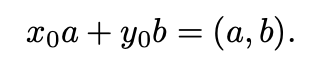 x₀a + y₀b = (a, b).